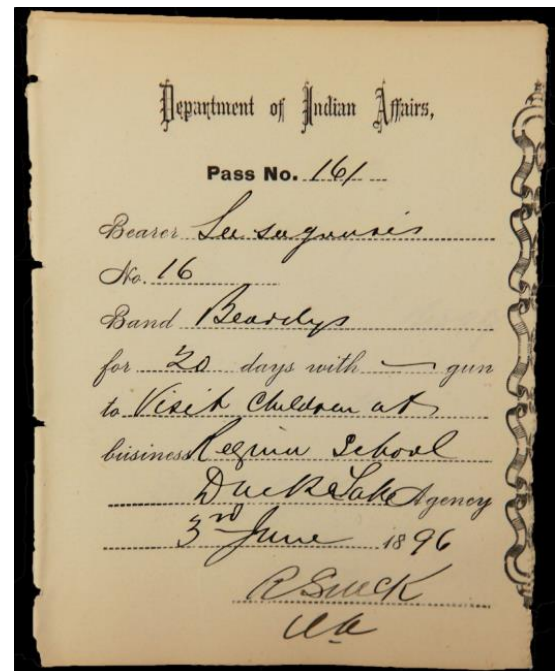 Department of Indian Affairs,
Pass No. 161
Bearer
No. 16
Band Beardys
for 20 days with — gun
to Visit Children at
business Regina School
Duck Lake Agency
3rd June 1896